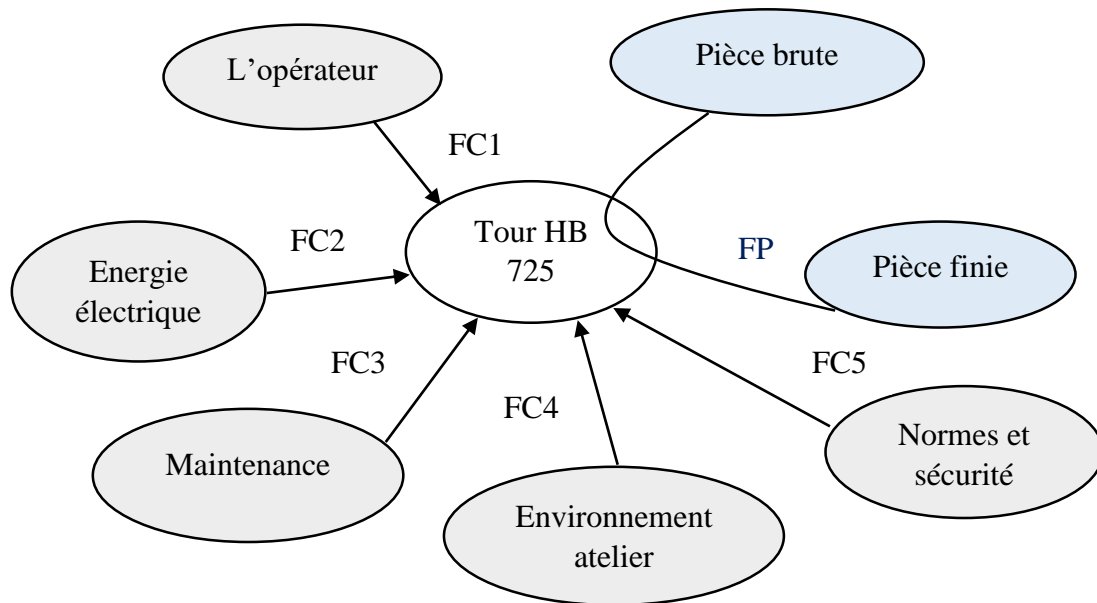 L'opérateur
Pièce brute
FC1
Tour HB
725
FC2
FP
Pièce finie
Energie
électrique
FC3
FC4
FC5
Maintenance
Normes et
sécurité
Environnement
atelier